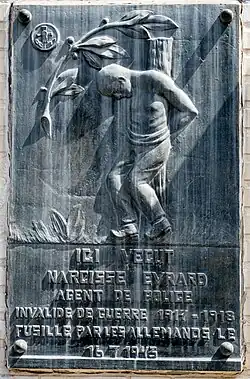 ICI VECUT
NARCISSE EVRARD
AGENT DE POLICE
INVALIDE DE GUERRE 1914-1918
FUSILLE PAR LES ALLEMANDS LE
16.7.1943